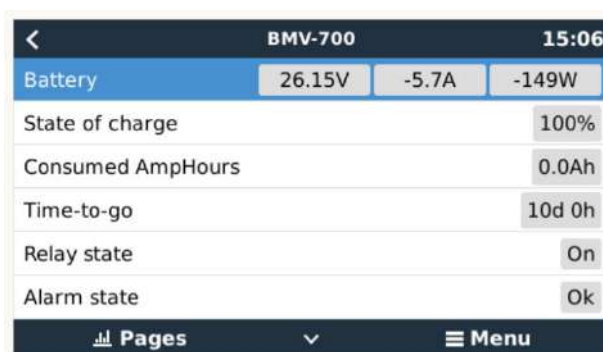 BMV-700 15:06
Battery 26.15V -5.7A -149W
State of charge 100%
Consumed AmpHours 0.0Ah
Time-to-go 10d 0h
Relay state On
Alarm state Ok
Pages Menu